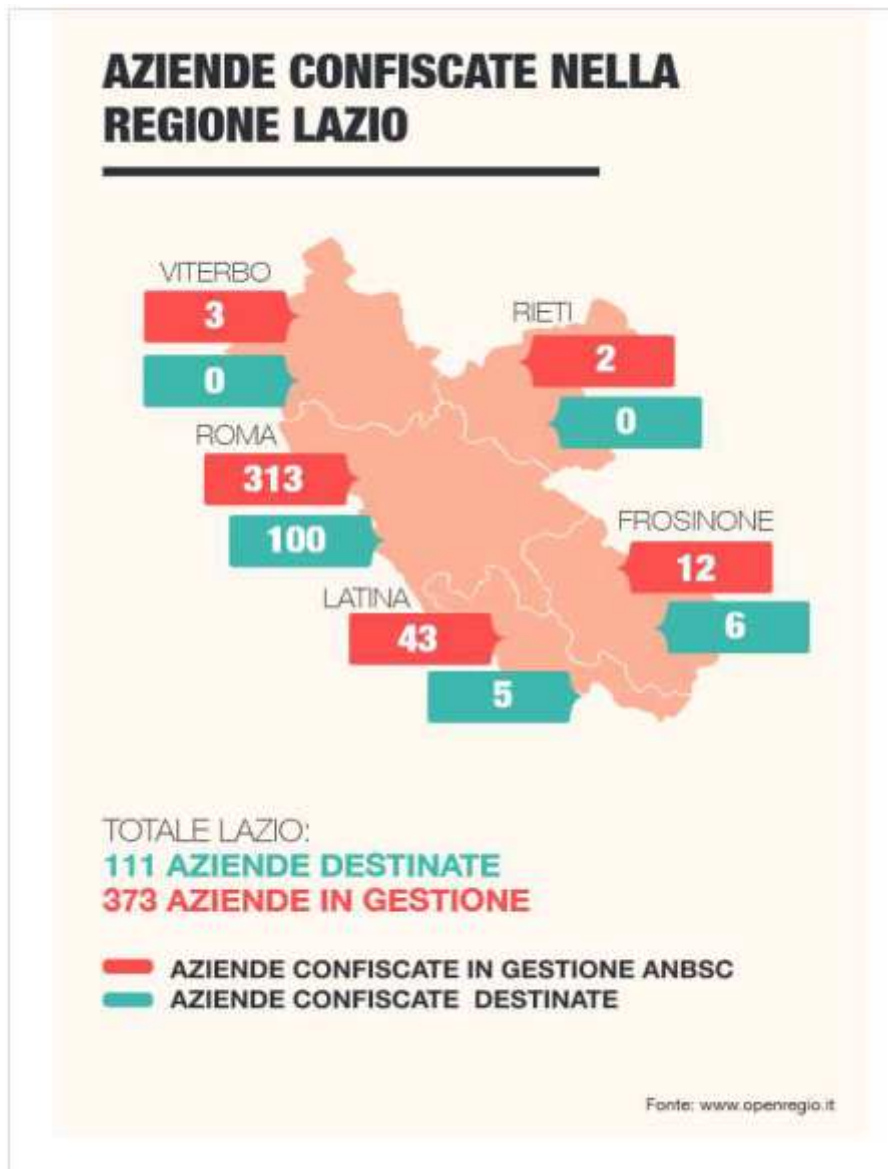 AZIENDE CONFISCATE NELLA
REGIONE LAZIO
VITERBO
3
0
RIETI
2
0
ROMA
313
100
FROSINONE
12
6
LATINA
43
5
TOTALE LAZIO:
111 AZIENDE DESTINATE
373 AZIENDE IN GESTIONE
AZIENDE CONFISCATE IN GESTIONE ANBSC
AZIENDE CONFISCATE DESTINATE
Fonte: www.openregio.it